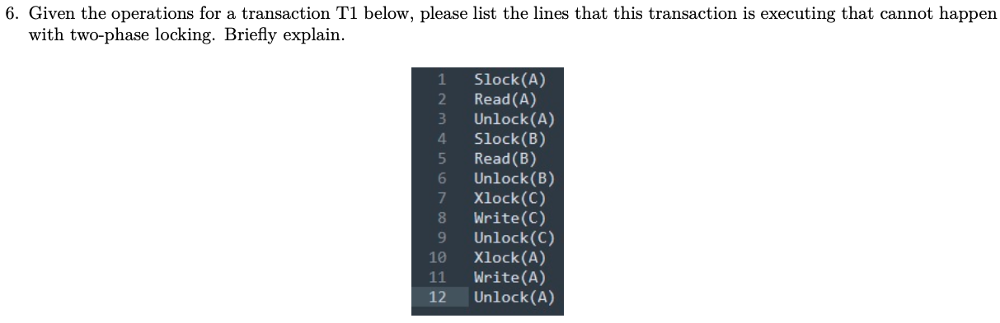 6. Given the operations for a transaction T1 below, please list the lines that this transaction is executing that cannot happen
with two-phase locking. Briefly explain.
1 Slock(A)
2 Read(A)
3 Unlock(A)
4 Slock(B)
5 Read(B)
6 Unlock(B)
7 Xlock(C)
8 Write(C)
9 Unlock(C)
10 Xlock(A)
11 Write(A)
12 Unlock(A)